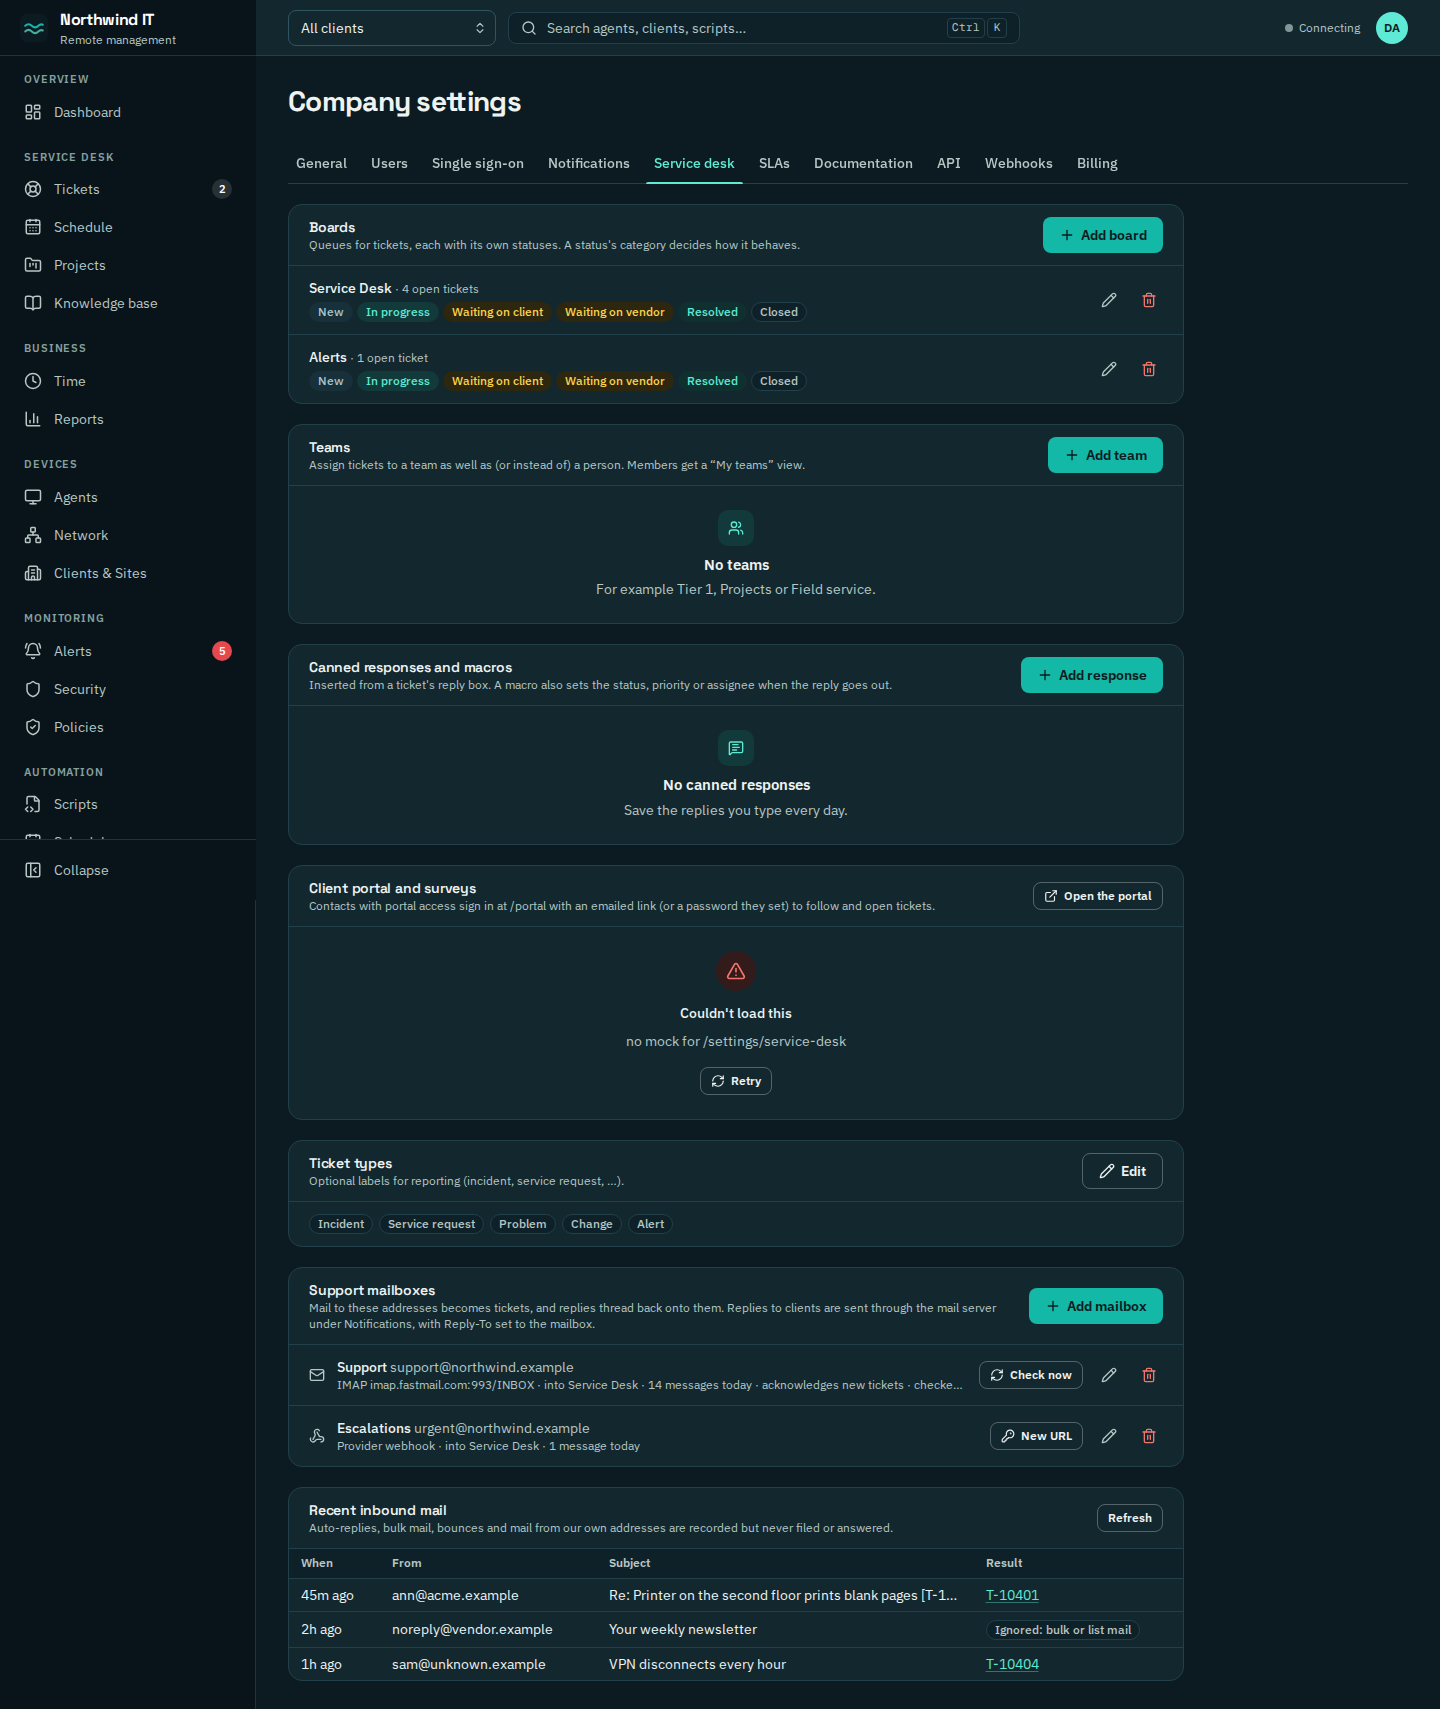 Northwind IT
Remote management
All clients
Search agents, clients, scripts...
Ctrl K
Connecting
DA
OVERVIEW
Dashboard
SERVICE DESK
Tickets 2
Schedule
Projects
Knowledge base
BUSINESS
Time
Reports
DEVICES
Agents
Network
Clients & Sites
MONITORING
Alerts 5
Security
Policies
AUTOMATION
Scripts
Collapse
Company settings
General Users Single sign-on Notifications Service desk SLAs Documentation API Webhooks Billing
Boards
Queues for tickets, each with its own statuses. A status's category decides how it behaves.
Add board
Service Desk · 4 open tickets
New In progress Waiting on client Waiting on vendor Resolved Closed
Alerts · 1 open ticket
New In progress Waiting on client Waiting on vendor Resolved Closed
Teams
Assign tickets to a team as well as (or instead of) a person. Members get a “My teams” view.
Add team
No teams
For example Tier 1, Projects or Field service.
Canned responses and macros
Inserted from a ticket's reply box. A macro also sets the status, priority or assignee when the reply goes out.
Add response
No canned responses
Save the replies you type every day.
Client portal and surveys
Contacts with portal access sign in at /portal with an emailed link (or a password they set) to follow and open tickets.
Open the portal
Couldn't load this
no mock for /settings/service-desk
Retry
Ticket types
Optional labels for reporting (incident, service request, ...).
Edit
Incident Service request Problem Change Alert
Support mailboxes
Mail to these addresses becomes tickets, and replies thread back onto them. Replies to clients are sent through the mail server
under Notifications, with Reply-To set to the mailbox.
Add mailbox
Support support@northwind.example
IMAP imap.fastmail.com:993/INBOX · into Service Desk · 14 messages today · acknowledges new tickets · checke...
Check now
Escalations urgent@northwind.example
Provider webhook · into Service Desk · 1 message today
New URL
Recent inbound mail
Auto-replies, bulk mail, bounces and mail from our own addresses are recorded but never filed or answered.
Refresh
When From Subject Result
45m ago ann@acme.example Re: Printer on the second floor prints blank pages [T-1... T-10401
2h ago noreply@vendor.example Your weekly newsletter Ignored: bulk or list mail
1h ago sam@unknown.example VPN disconnects every hour T-10404